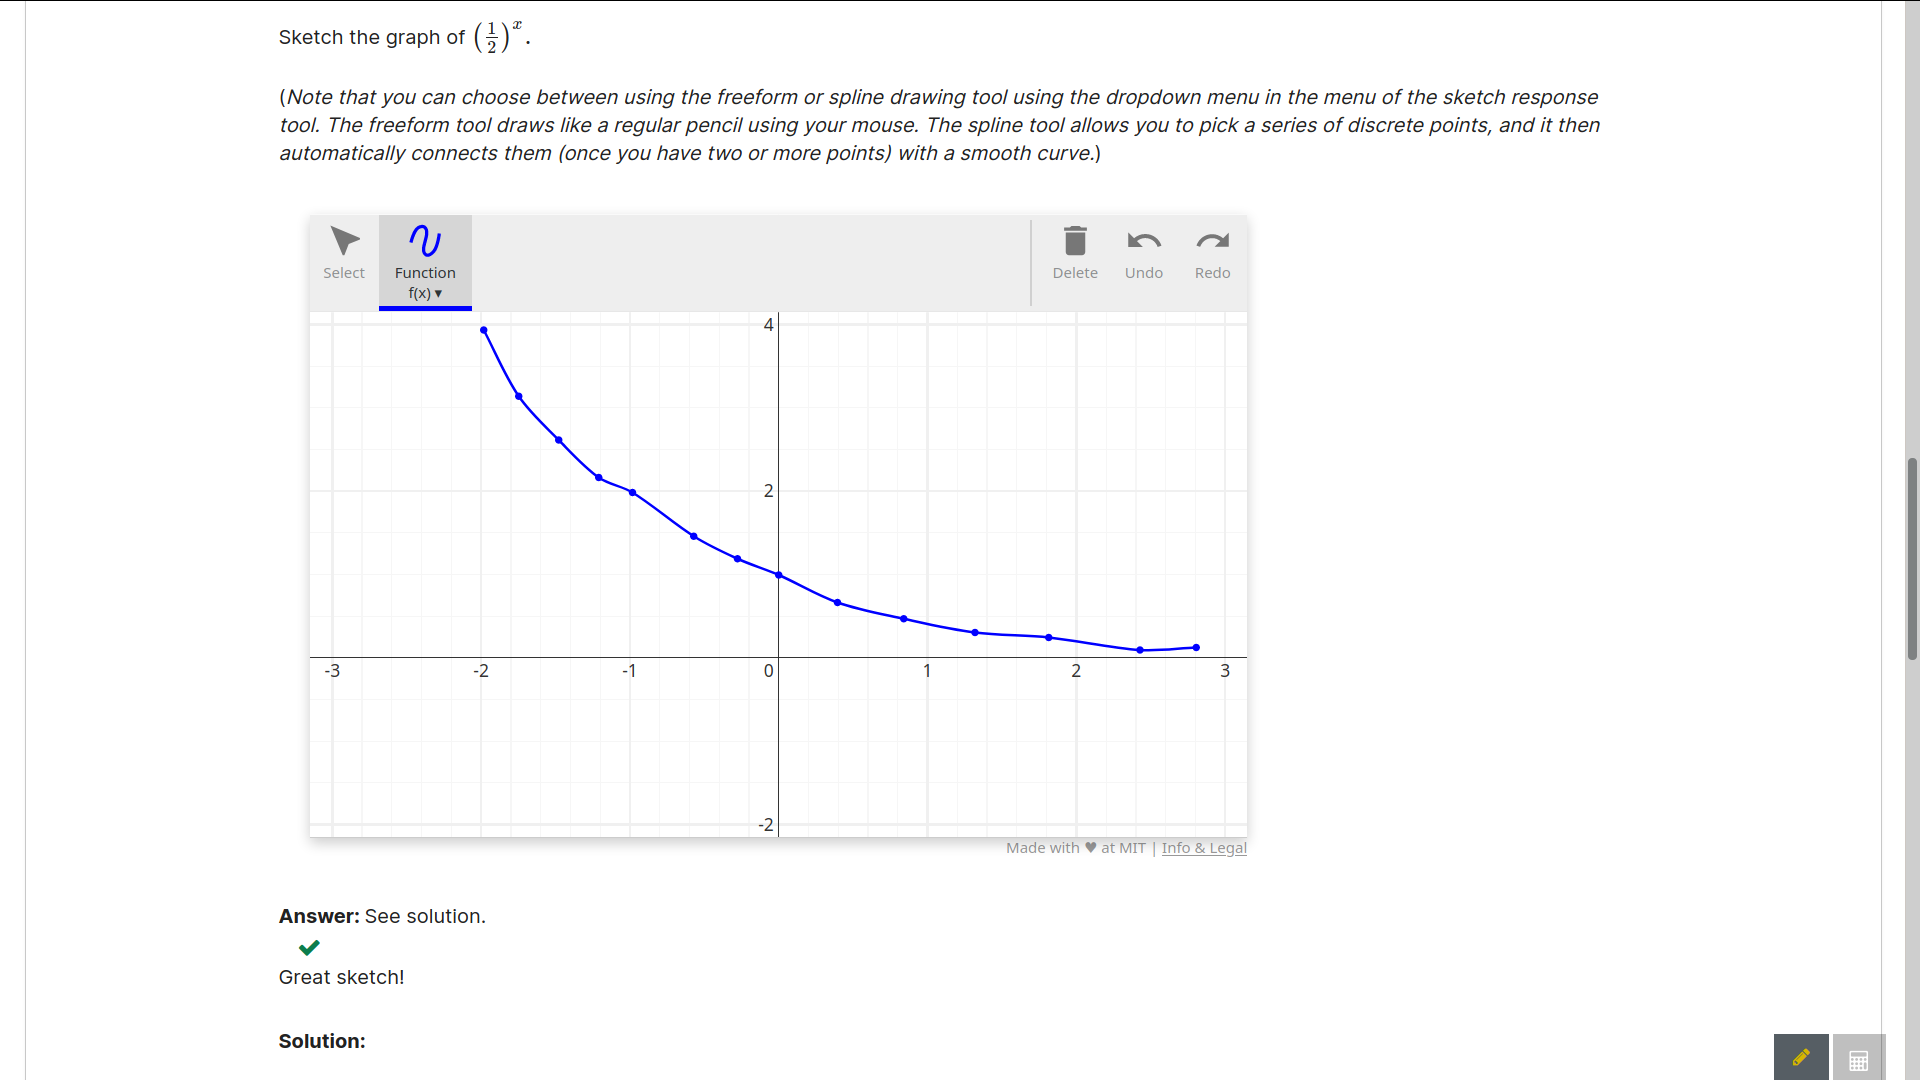 Sketch the graph of (1/2)^x.
(Note that you can choose between using the freeform or spline drawing tool using the dropdown menu in the menu of the sketch response
tool. The freeform tool draws like a regular pencil using your mouse. The spline tool allows you to pick a series of discrete points, and it then
automatically connects them (once you have two or more points) with a smooth curve.)
Select Function Delete Undo Redo
f(x) ▾
4
2
-3 -2 -1 0 1 2 3
-2
Made with ♥ at MIT | Info & Legal
Answer: See solution.
Great sketch!
Solution: